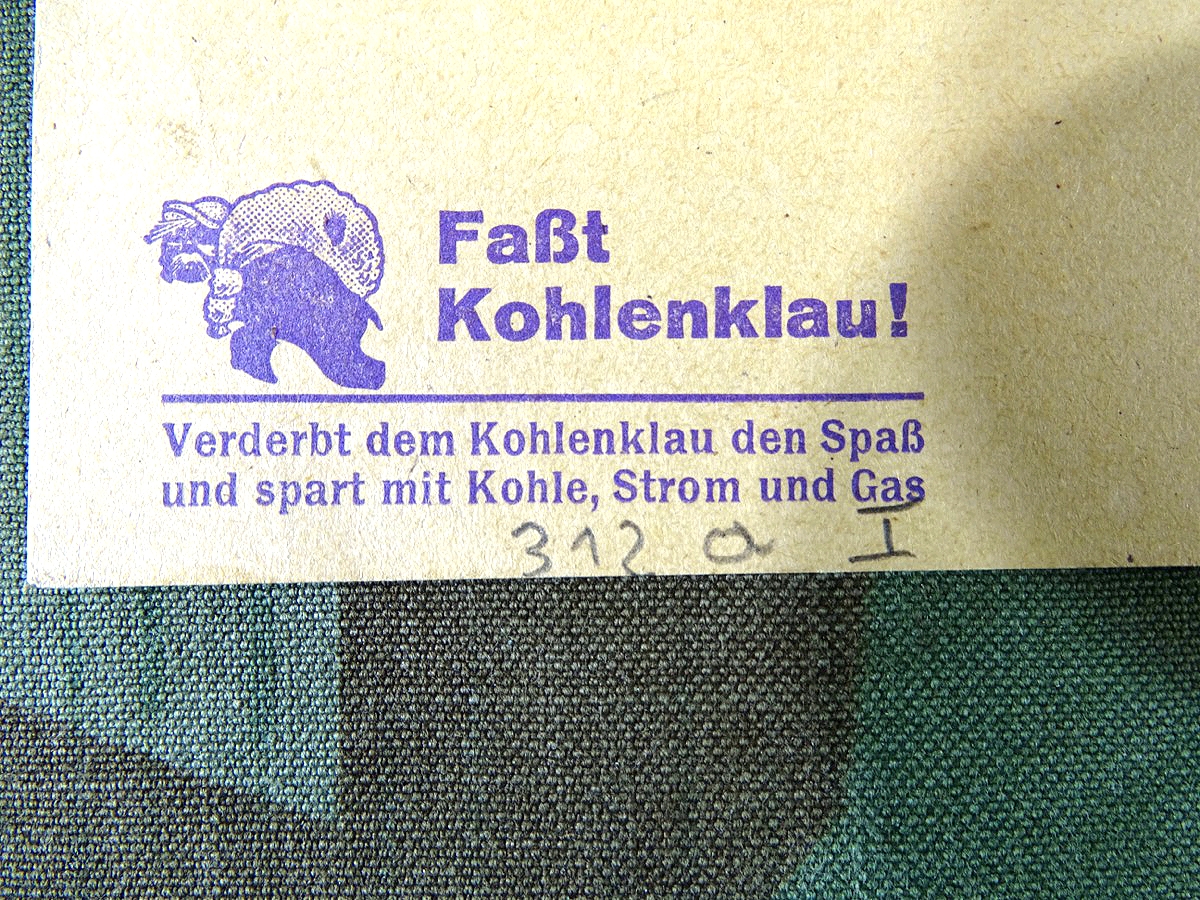 Faßt
Kohlenklau!
Verderbt dem Kohlenklau den Spaß
und spart mit Kohle, Strom und Gas
312 a I